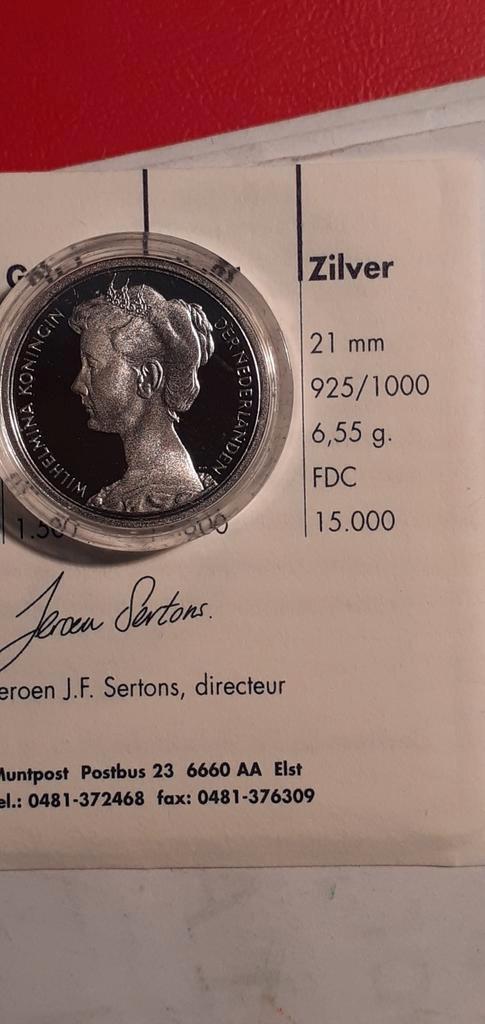 Zilver
WILHELMINA KONINGIN
DER NEDERLANDEN
21 mm
925/1000
6,55 g.
FDC
15.000
Jeroen Sertons.
eroen J.F. Sertons, directeur
Muntpost Postbus 23 6660 AA Elst
el.: 0481-372468 fax: 0481-376309